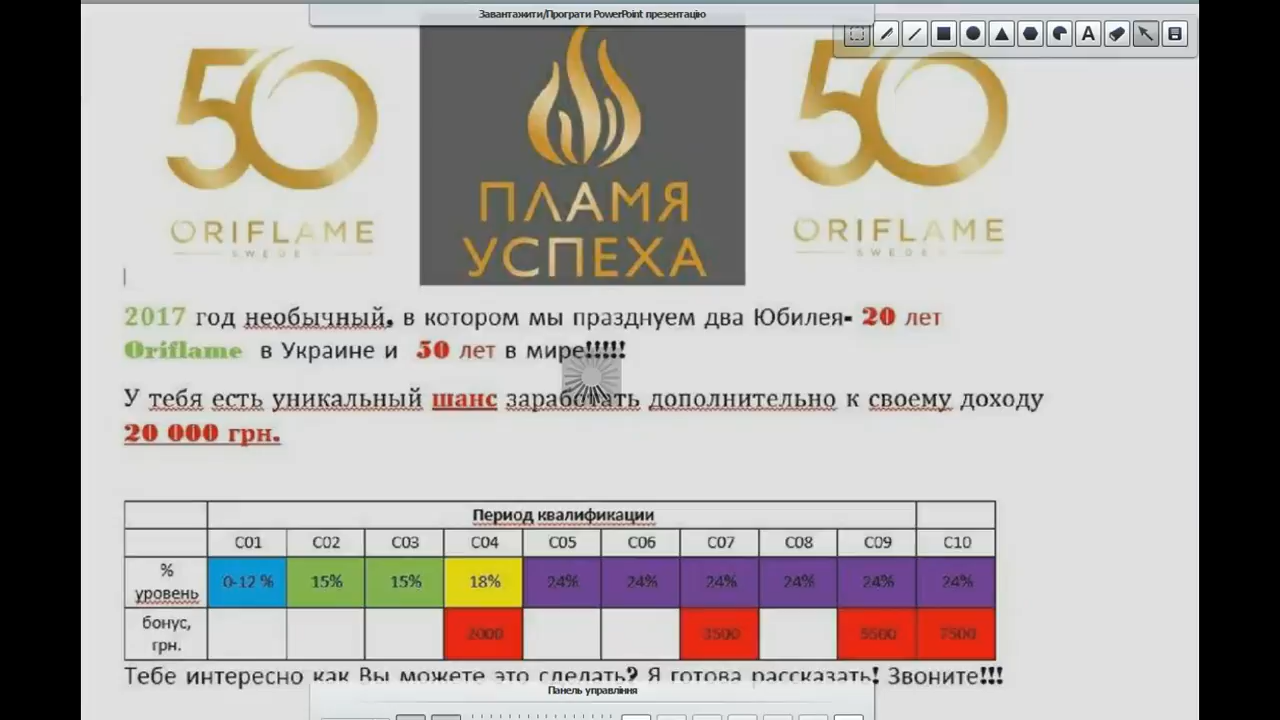 Завантажити/Програти PowerPoint презентацію
A
50
ORIFLAME
SWEDEN
ПЛАМЯ
УСПЕХА
50
ORIFLAME
SWEDEN
2017 год необычный, в котором мы празднуем два Юбилея- 20 лет
Oriflame в Украине и 50 лет в мире!!!!!
У тебя есть уникальный шанс заработать дополнительно к своему доходу
20 000 грн.
Период квалификации
C01 C02 C03 C04 C05 C06 C07 C08 C09 C10
% уровень 0-12 % 15% 15% 18% 24% 24% 24% 24% 24% 24%
бонус, грн. 2000 3500 5500 7500
Тебе интересно как Вы можете это сделать? Я готова рассказать! Звоните!!!
Панель управління